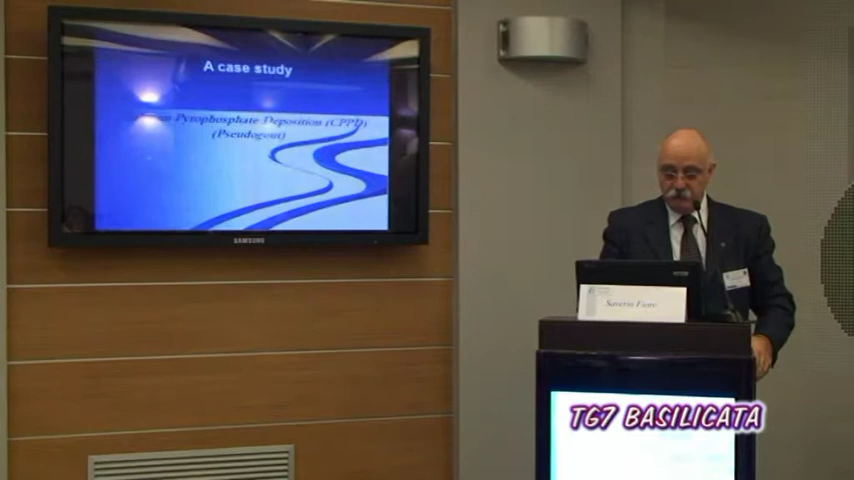 A case study
Pyrophosphate Deposition (CPPD)
(Pseudogout)
SAMSUNG
Saverio Fiore
TG7 BASILICATA